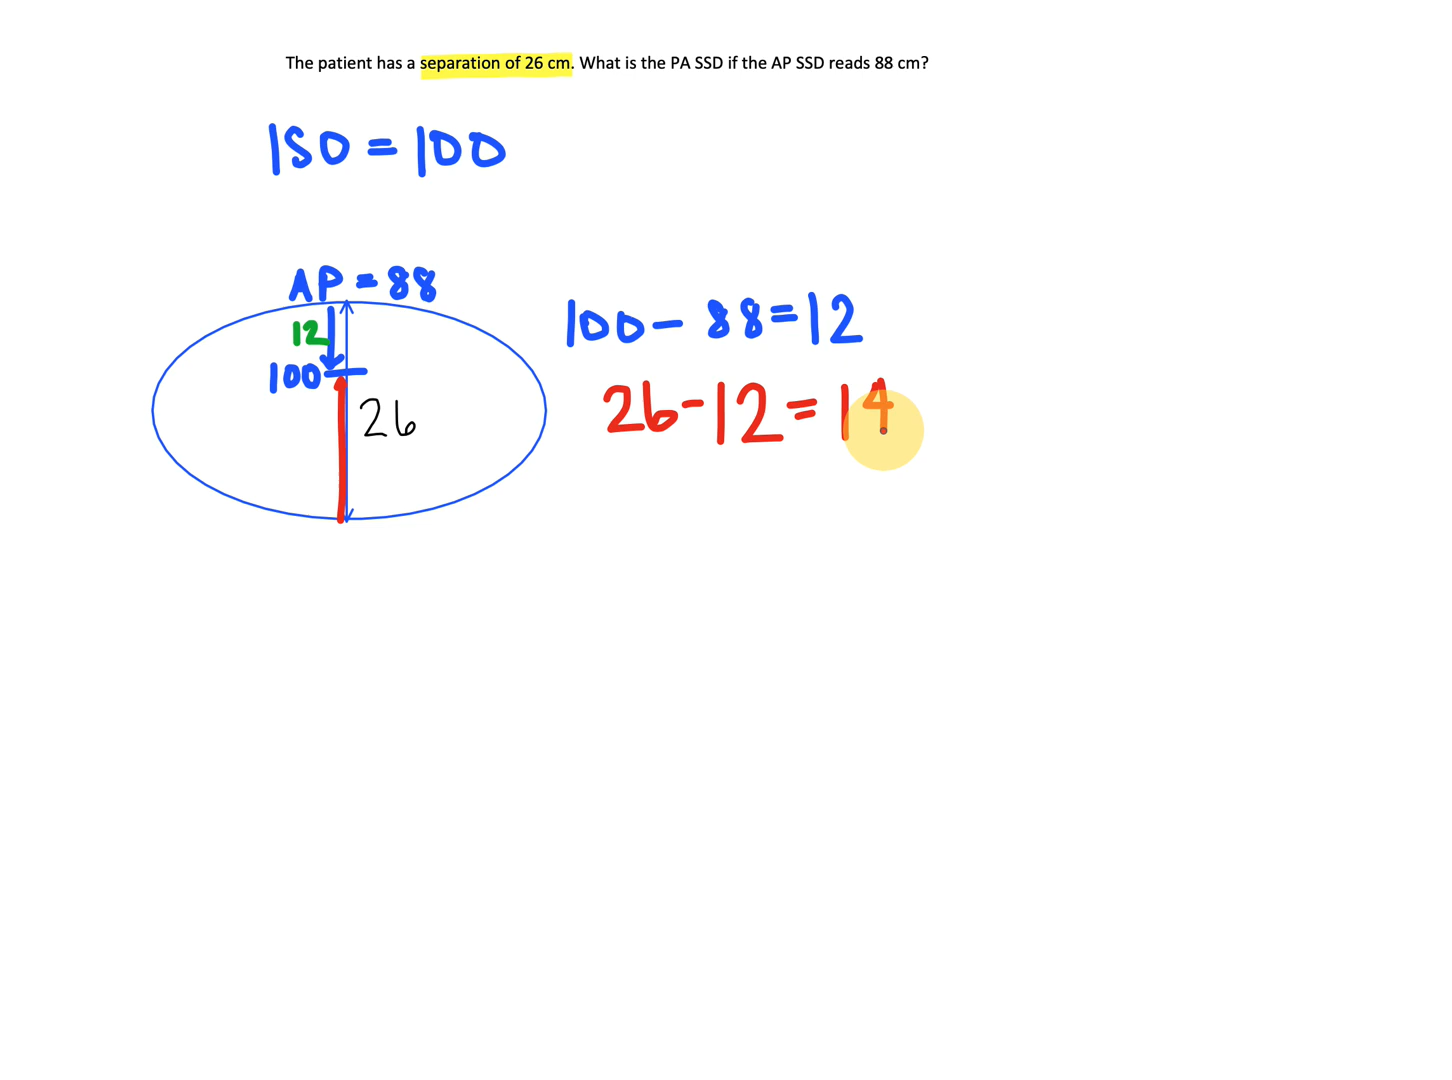 The patient has a separation of 26 cm. What is the PA SSD if the AP SSD reads 88 cm?
ISO = 100
AP = 88
12
100
26
100 - 88 = 12
26 - 12 = 14